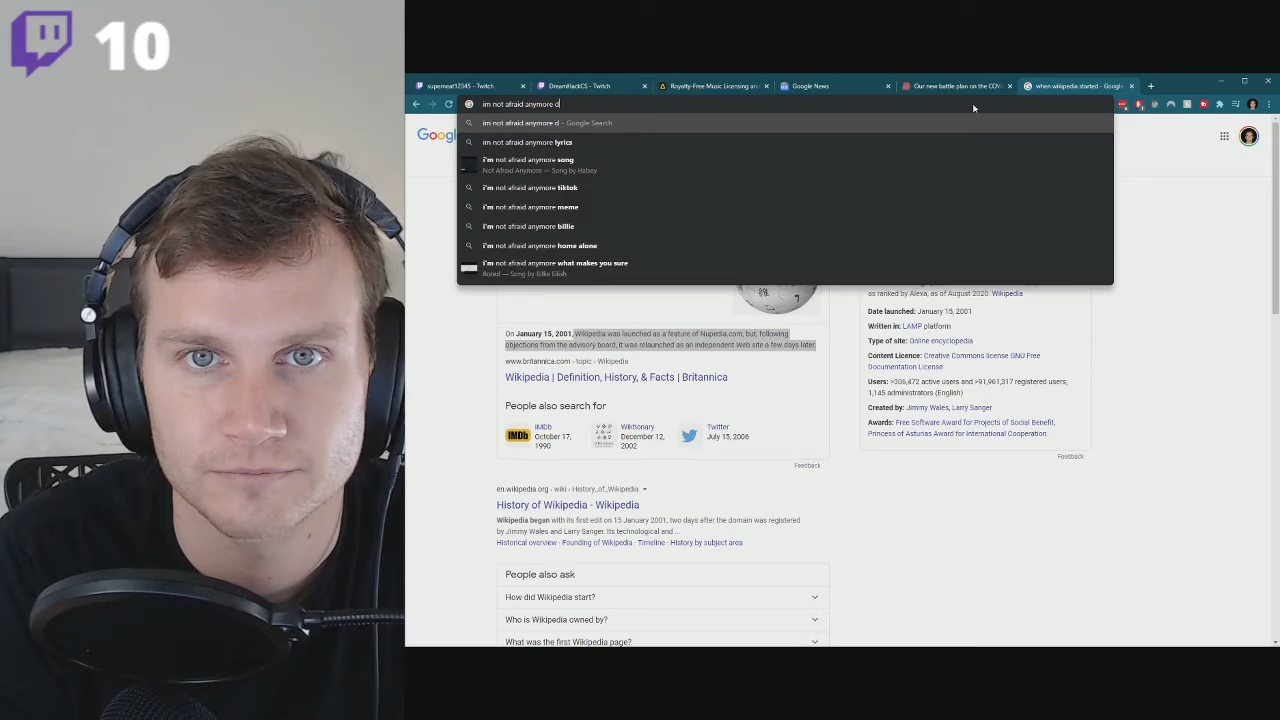 10
supermeat12345 - Twitch
DreamHackCS - Twitch
Royalty-Free Music Licensing an
Google News
Our new battle plan on the COVI
when wikipedia started - Google
im not afraid anymore d
im not afraid anymore d - Google Search
im not afraid anymore lyrics
i'm not afraid anymore song
Not Afraid Anymore — Song by Halsey
i'm not afraid anymore tiktok
i'm not afraid anymore meme
i'm not afraid anymore billie
i'm not afraid anymore home alone
i'm not afraid anymore what makes you sure
Bored — Song by Billie Eilish
Google
On January 15, 2001, Wikipedia was launched as a feature of Nupedia.com, but, following
objections from the advisory board, it was relaunched as an independent Web site a few days later.
www.britannica.com › topic › Wikipedia
Wikipedia | Definition, History, & Facts | Britannica
People also search for
IMDb
IMDb
October 17,
1990
Wiktionary
December 12,
2002
Twitter
July 15, 2006
Feedback
en.wikipedia.org › wiki › History_of_Wikipedia
History of Wikipedia - Wikipedia
Wikipedia began with its first edit on 15 January 2001, two days after the domain was registered
by Jimmy Wales and Larry Sanger. Its technological and ...
Historical overview · Founding of Wikipedia · Timeline · History by subject area
People also ask
How did Wikipedia start?
Who is Wikipedia owned by?
What was the first Wikipedia page?
as ranked by Alexa, as of August 2020. Wikipedia
Date launched: January 15, 2001
Written in: LAMP platform
Type of site: Online encyclopedia
Content Licence: Creative Commons license GNU Free
Documentation License
Users: >306,472 active users and >91,961,317 registered users;
1,145 administrators (English)
Created by: Jimmy Wales, Larry Sanger
Awards: Free Software Award for Projects of Social Benefit,
Princess of Asturias Award for International Cooperation
Feedback